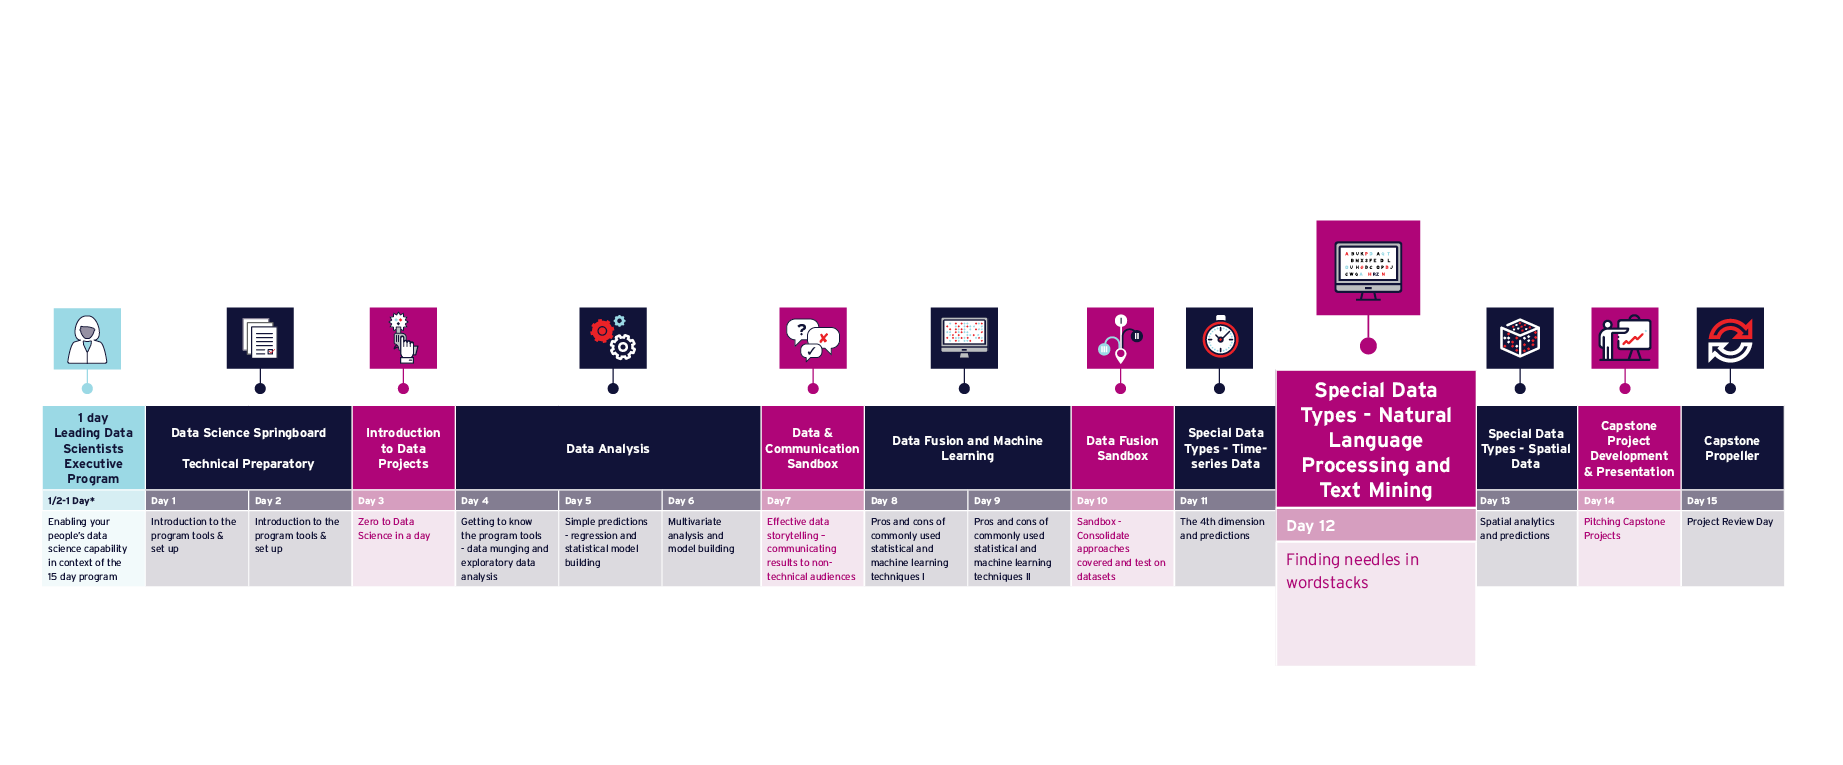 1 day
Leading Data
Scientists
Executive
Program
1/2-1 Day*
Enabling your
people's data
science capability
in context of the
15 day program
Data Science Springboard
Technical Preparatory
Day 1
Introduction to the
program tools &
set up
Day 2
Introduction to the
program tools &
set up
Introduction
to Data
Projects
Day 3
Zero to Data
Science in a day
Data Analysis
Day 4
Getting to know
the program tools
- data munging and
exploratory data
analysis
Day 5
Simple predictions
- regression and
statistical model
building
Day 6
Multivariate
analysis and
model building
Data &
Communication
Sandbox
Day7
Effective data
storytelling –
communicating
results to non-
technical audiences
Data Fusion and Machine
Learning
Day 8
Pros and cons of
commonly used
statistical and
machine learning
techniques I
Day 9
Pros and cons of
commonly used
statistical and
machine learning
techniques II
I
II
III
Data Fusion
Sandbox
Day 10
Sandbox -
Consolidate
approaches
covered and test on
datasets
Special Data
Types - Time-
series Data
Day 11
The 4th dimension
and predictions
Special Data
Types - Natural
Language
Processing and
Text Mining
Day 12
Finding needles in
wordstacks
Special Data
Types - Spatial
Data
Day 13
Spatial analytics
and predictions
Capstone
Project
Development
& Presentation
Day 14
Pitching Capstone
Projects
Capstone
Propeller
Day 15
Project Review Day